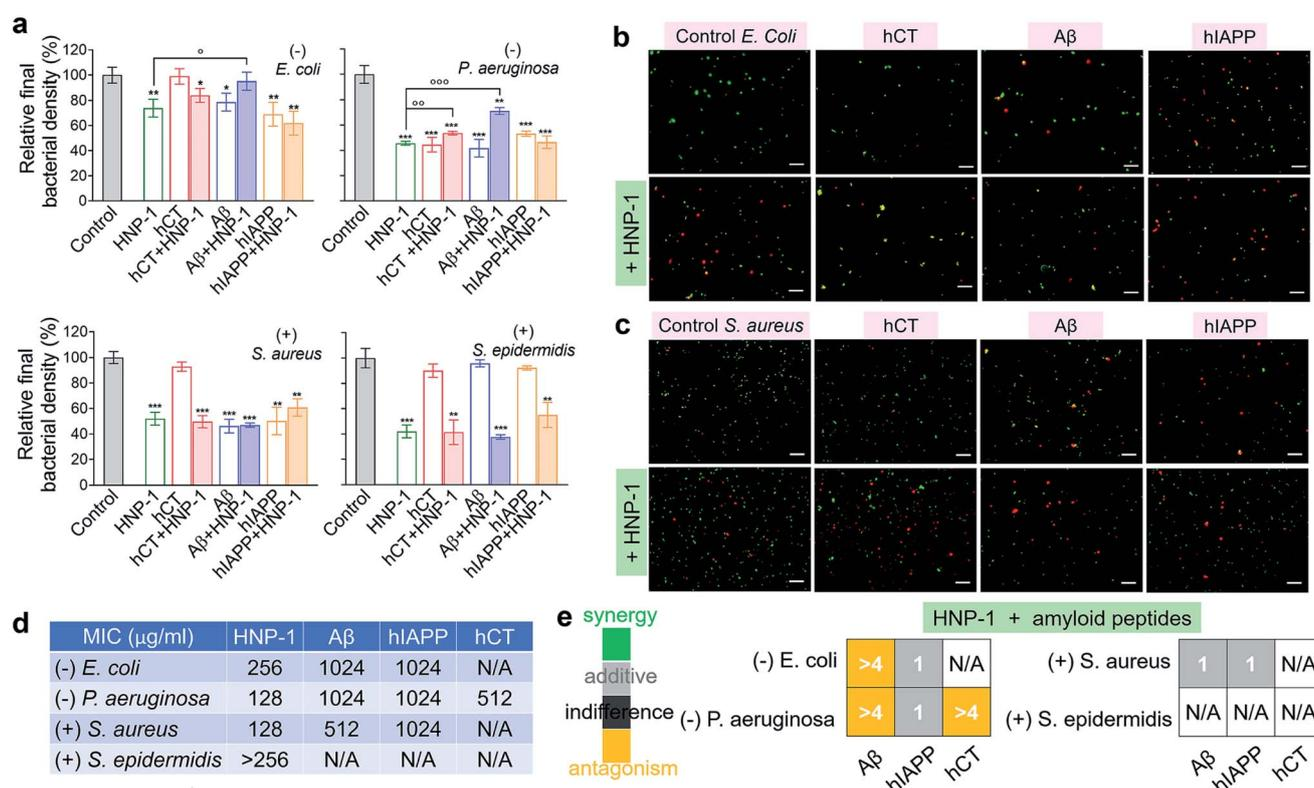 a
120
100
80
60
40
20
0
Relative final
bacterial density (%)
(-)
E. coli
° 
** * * ** **
Control
HNP-1
hCT
hCT+HNP-1
Aβ
Aβ+HNP-1
hIAPP
hIAPP+HNP-1
(-)
P. aeruginosa
°°°
°°
*** *** *** *** ** *** ***
Control
HNP-1
hCT
hCT +HNP-1
Aβ
Aβ+HNP-1
hIAPP
hIAPP+HNP-1
120
100
80
60
40
20
0
Relative final
bacterial density (%)
(+)
S. aureus
*** *** *** *** ** **
Control
HNP-1
hCT
hCT+HNP-1
Aβ
Aβ+HNP-1
hIAPP
hIAPP+HNP-1
(+)
S. epidermidis
*** ** *** **
Control
HNP-1
hCT
hCT+HNP-1
Aβ
Aβ+HNP-1
hIAPP
hIAPP+HNP-1
b
Control E. Coli hCT Aβ hIAPP
+ HNP-1
c
Control S. aureus hCT Aβ hIAPP
+ HNP-1
d
MIC (μg/ml) HNP-1 Aβ hIAPP hCT
(-) E. coli 256 1024 1024 N/A
(-) P. aeruginosa 128 1024 1024 512
(+) S. aureus 128 512 1024 N/A
(+) S. epidermidis >256 N/A N/A N/A
e
synergy
additive
indifference
antagonism
HNP-1 + amyloid peptides
(-) E. coli >4 1 N/A
(-) P. aeruginosa >4 1 >4
Aβ hIAPP hCT
(+) S. aureus 1 1 N/A
(+) S. epidermidis N/A N/A N/A
Aβ hIAPP hCT